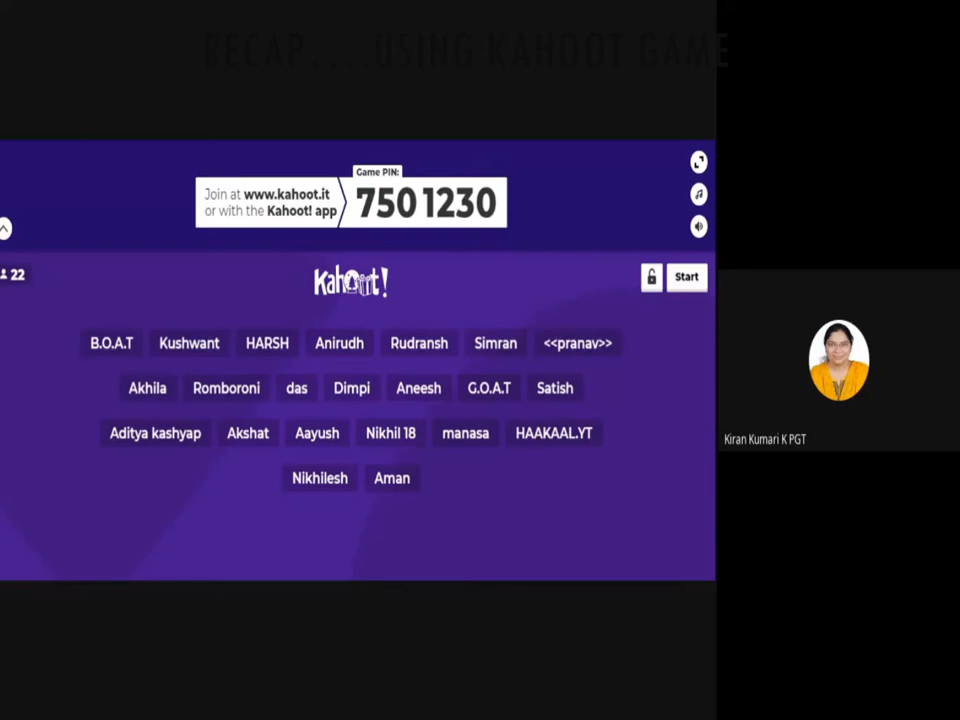 RECAP....USING KAHOOT GAME
Game PIN:
Join at www.kahoot.it
or with the Kahoot! app
750 1230
22
Kahoot!
Start
B.O.A.T Kushwant HARSH Anirudh Rudransh Simran <<pranav>>
Akhila Romboroni das Dimpi Aneesh G.O.A.T Satish
Aditya kashyap Akshat Aayush Nikhil 18 manasa HAAKAAL.YT
Nikhilesh Aman
Kiran Kumari K PGT